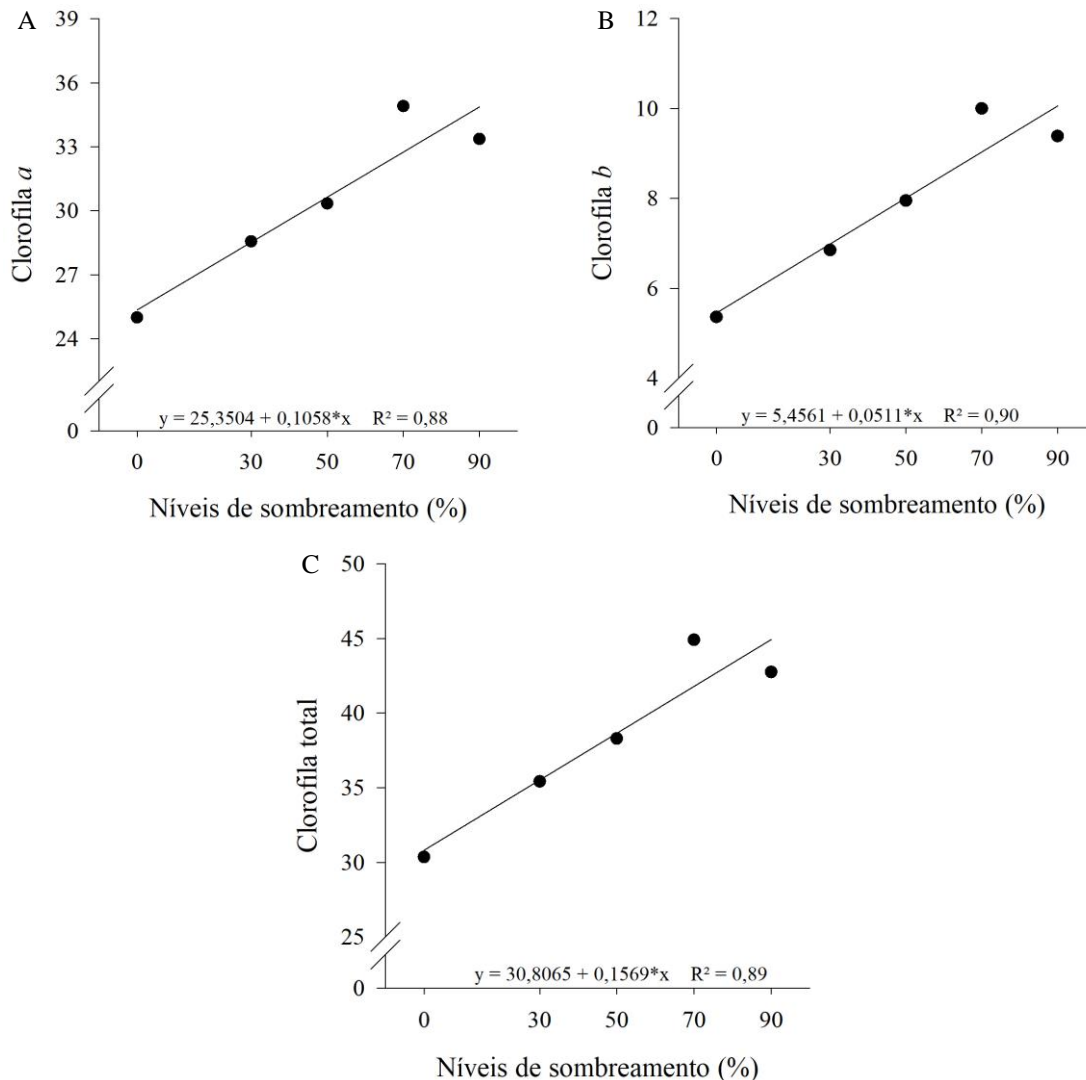 A
39
36
33
30
27
24
0
Clorofila a
y = 25,3504 + 0,1058*x R² = 0,88
0 30 50 70 90
Níveis de sombreamento (%)
B
12
10
8
6
4
0
Clorofila b
y = 5,4561 + 0,0511*x R² = 0,90
0 30 50 70 90
Níveis de sombreamento (%)
C
50
45
40
35
30
25
0
Clorofila total
y = 30,8065 + 0,1569*x R² = 0,89
0 30 50 70 90
Níveis de sombreamento (%)